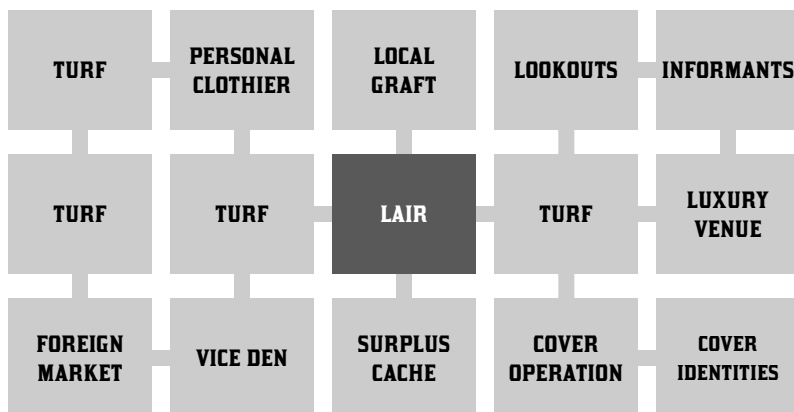 TURF
PERSONAL
CLOTHIER
LOCAL
GRAFT
LOOKOUTS
INFORMANTS
TURF
TURF
LAIR
TURF
LUXURY
VENUE
FOREIGN
MARKET
VICE DEN
SURPLUS
CACHE
COVER
OPERATION
COVER
IDENTITIES